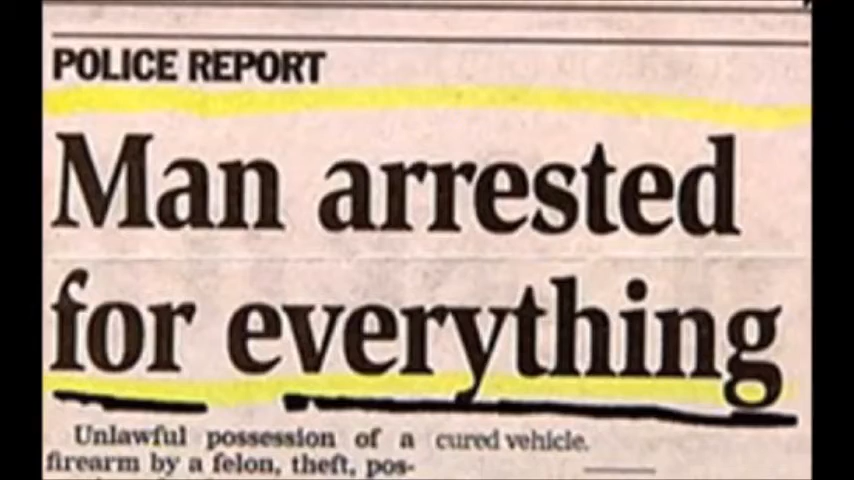 POLICE REPORT
Man arrested
for everything
Unlawful possession of a
firearm by a felon, theft, pos-
cured vehicle.